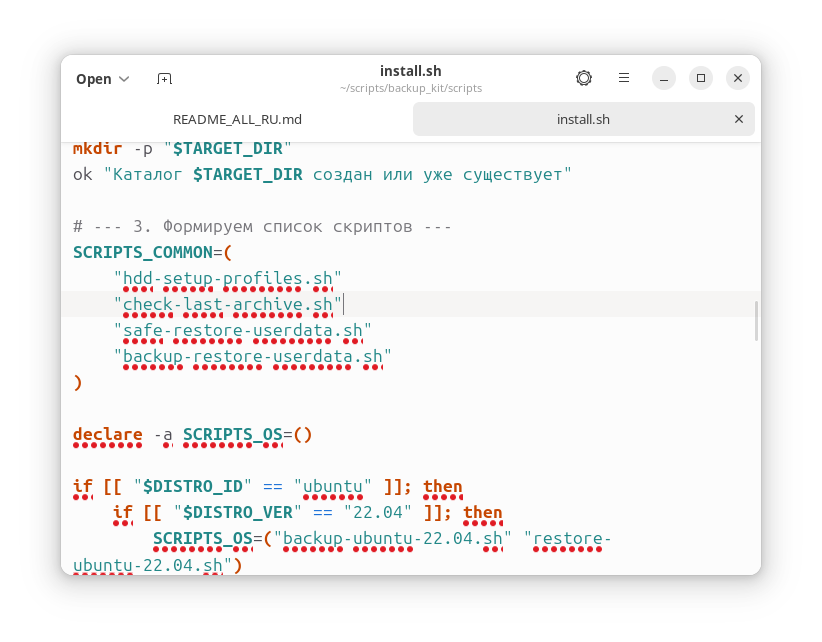 Open
install.sh
~/scripts/backup_kit/scripts
README_ALL_RU.md
install.sh
mkdir -p "$TARGET_DIR"
ok "Каталог $TARGET_DIR создан или уже существует"
# --- 3. Формируем список скриптов ---
SCRIPTS_COMMON=(
"hdd-setup-profiles.sh"
"check-last-archive.sh"
"safe-restore-userdata.sh"
"backup-restore-userdata.sh"
)
declare -a SCRIPTS_OS=()
if [[ "$DISTRO_ID" == "ubuntu" ]]; then
if [[ "$DISTRO_VER" == "22.04" ]]; then
SCRIPTS_OS=("backup-ubuntu-22.04.sh" "restore-
ubuntu-22.04.sh")